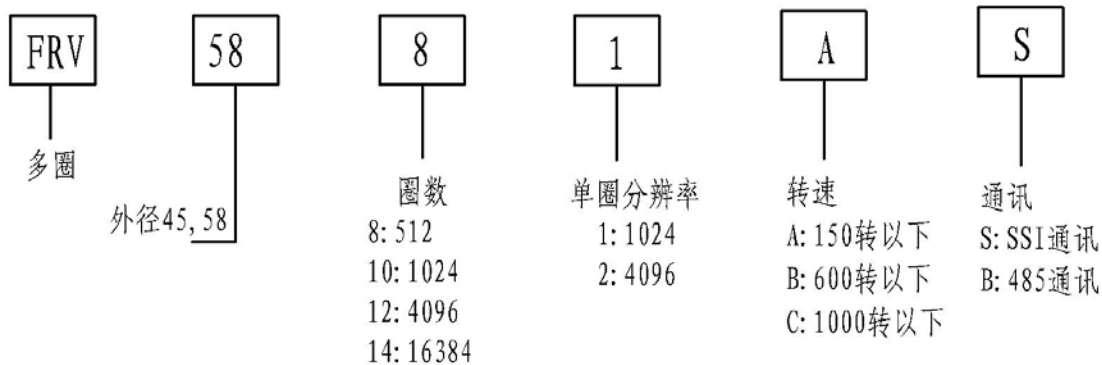 FRV 58 8 1 A S
多圈
外径45,58
圈数
8:512
10:1024
12:4096
14:16384
单圈分辨率
1:1024
2:4096
转速
A:150转以下
B:600转以下
C:1000转以下
通讯
S:SSI通讯
B:485通讯